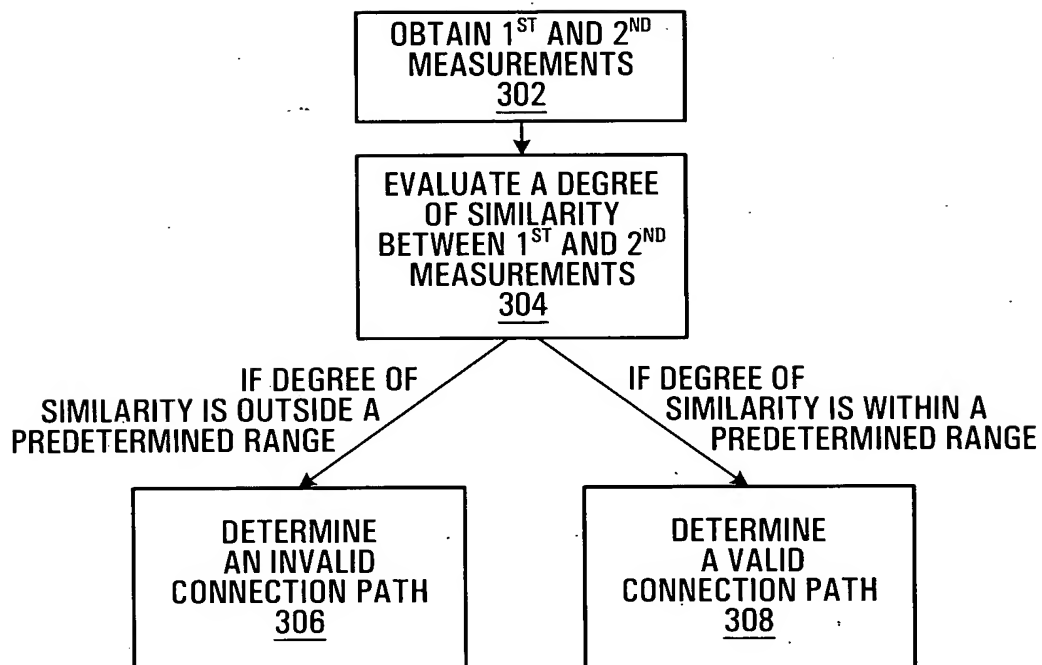 OBTAIN 1ST AND 2ND
MEASUREMENTS
302
EVALUATE A DEGREE
OF SIMILARITY
BETWEEN 1ST AND 2ND
MEASUREMENTS
304
IF DEGREE OF
SIMILARITY IS OUTSIDE A
PREDETERMINED RANGE
IF DEGREE OF
SIMILARITY IS WITHIN A
PREDETERMINED RANGE
DETERMINE
AN INVALID
CONNECTION PATH
306
DETERMINE
A VALID
CONNECTION PATH
308